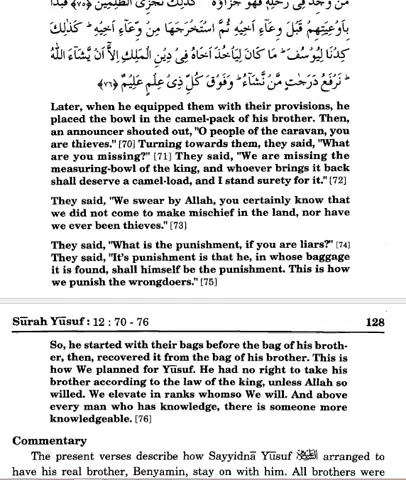 مَنْ وُّجِدَ فِيْ رَحْلِهٖ فَهُوَ جَزَآؤُهٗ ؕ كَذٰلِكَ نَجْزِى الظّٰلِمِيْنَ ﴿٧٥﴾ فَبَدَاَ
بِاَوْعِيَتِهِمْ قَبْلَ وِعَآءِ اَخِيْهِ ثُمَّ اسْتَخْرَجَهَا مِنْ وِّعَآءِ اَخِيْهِ ؕ كَذٰلِكَ
كِدْنَا لِيُوْسُفَ ؕ مَا كَانَ لِيَاْخُذَ اَخَاهُ فِيْ دِيْنِ الْمَلِكِ اِلَّاۤ اَنْ يَّشَآءَ اللّٰهُ
ؕ نَرْفَعُ دَرَجٰتٍ مَّنْ نَّشَآءُ ؕ وَفَوْقَ كُلِّ ذِيْ عِلْمٍ عَلِيْمٌ ﴿٧٦﴾
Later, when he equipped them with their provisions, he
placed the bowl in the camel-pack of his brother. Then,
an announcer shouted out, "O people of the caravan, you
are thieves." [70] Turning towards them, they said, "What
are you missing?" [71] They said, "We are missing the
measuring-bowl of the king, and whoever brings it back
shall deserve a camel-load, and I stand surety for it." [72]
They said, "We swear by Allah, you certainly know that
we did not come to make mischief in the land, nor have
we ever been thieves." [73]
They said, "What is the punishment, if you are liars?" [74]
They said, "It's punishment is that he, in whose baggage
it is found, shall himself be the punishment. This is how
we punish the wrongdoers." [75]
Sūrah Yūsuf : 12 : 70 - 76 128
So, he started with their bags before the bag of his broth-
er, then, recovered it from the bag of his brother. This is
how We planned for Yūsuf. He had no right to take his
brother according to the law of the king, unless Allah so
willed. We elevate in ranks whomso We will. And above
every man who has knowledge, there is someone more
knowledgeable. [76]
Commentary
The present verses describe how Sayyidnā Yūsuf arranged to
have his real brother, Benyamin, stay on with him. All brothers were